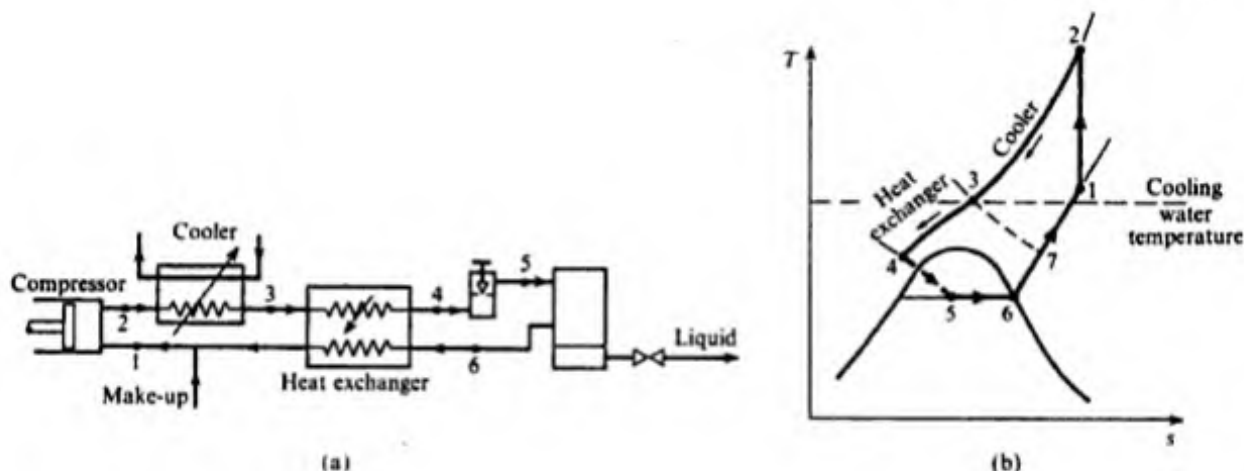 Cooler
Compressor
2
3
4
5
1
6
Liquid
Heat exchanger
Make-up
(a)
T
2
Cooler
Heat
exchanger
3
1
Cooling
water
temperature
4
7
5
6
s
(b)